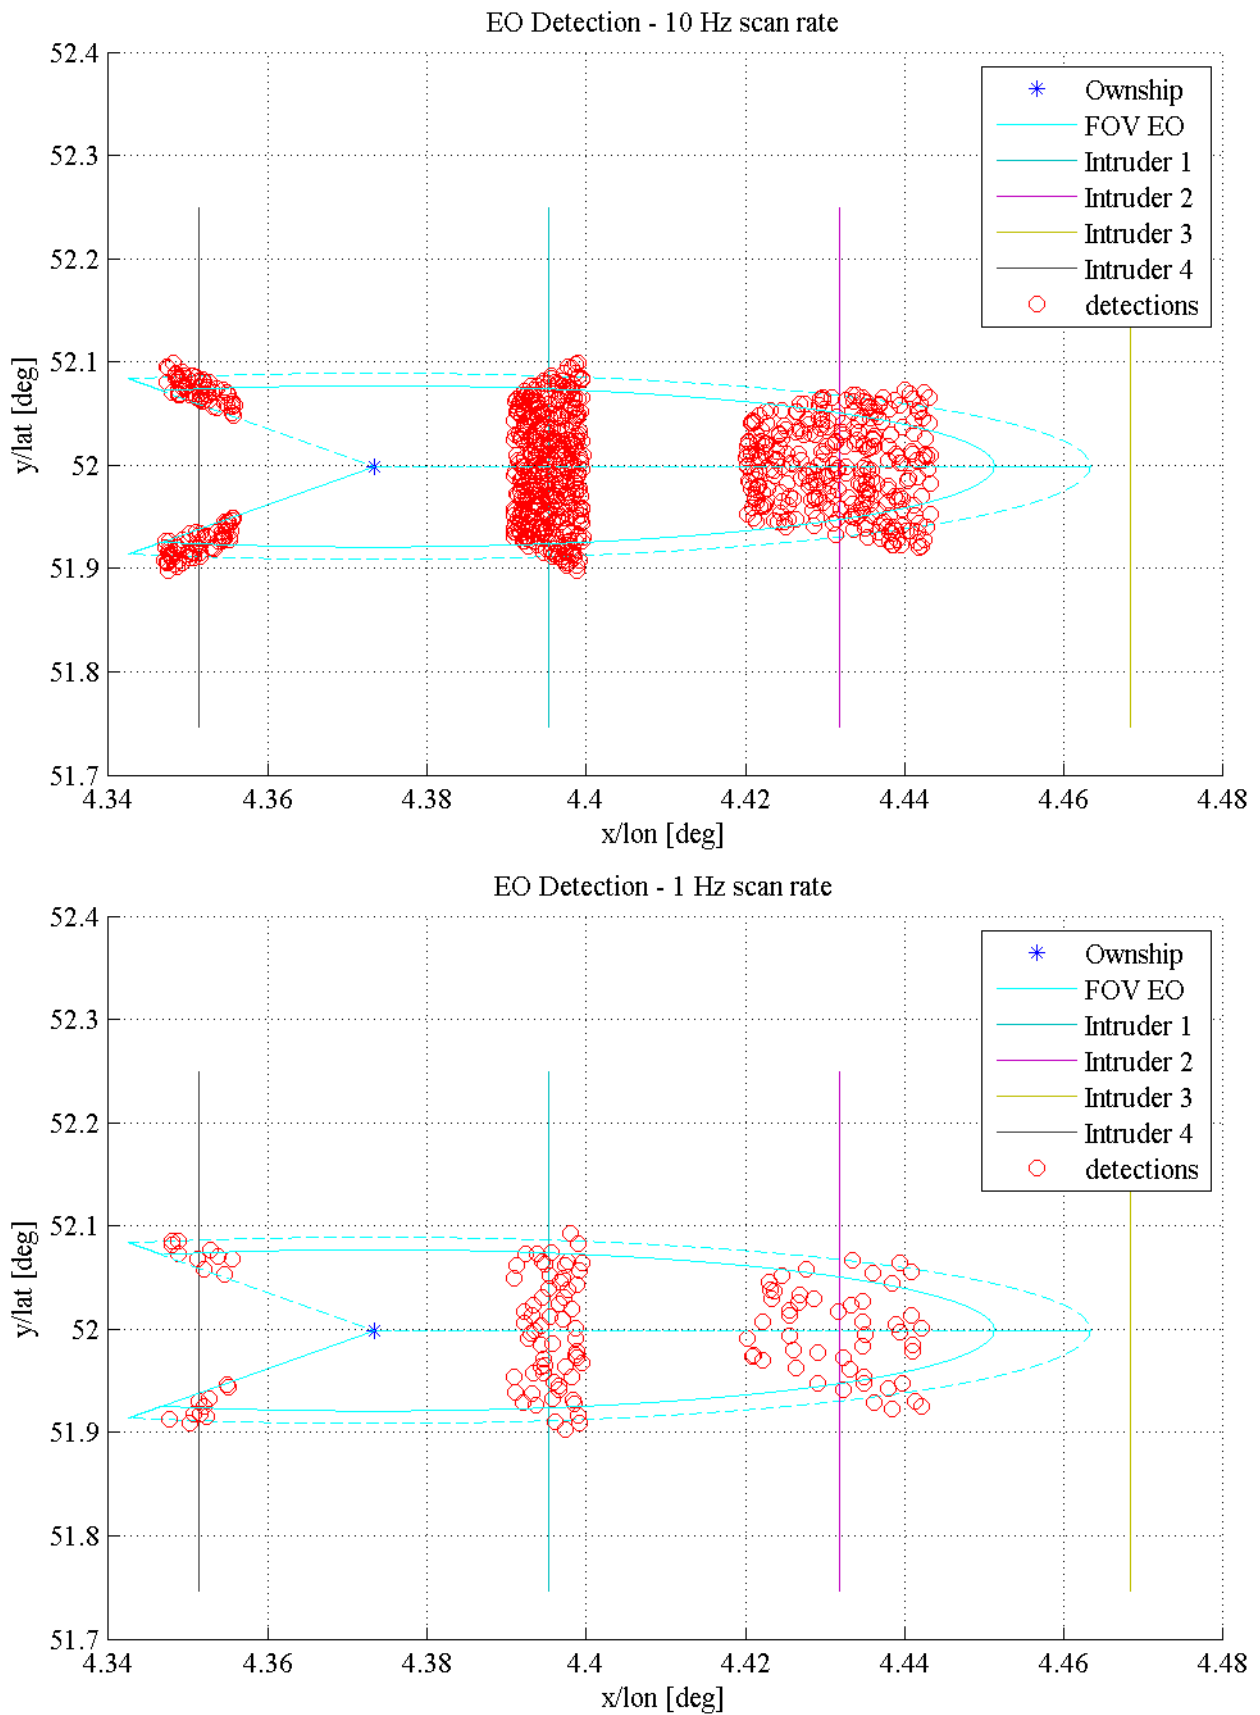 EO Detection - 10 Hz scan rate
52.4
52.3
52.2
52.1
52
51.9
51.8
51.7
y/lat [deg]
4.34 4.36 4.38 4.4 4.42 4.44 4.46 4.48
x/lon [deg]
Ownship
FOV EO
Intruder 1
Intruder 2
Intruder 3
Intruder 4
detections
EO Detection - 1 Hz scan rate
52.4
52.3
52.2
52.1
52
51.9
51.8
51.7
y/lat [deg]
4.34 4.36 4.38 4.4 4.42 4.44 4.46 4.48
x/lon [deg]
Ownship
FOV EO
Intruder 1
Intruder 2
Intruder 3
Intruder 4
detections